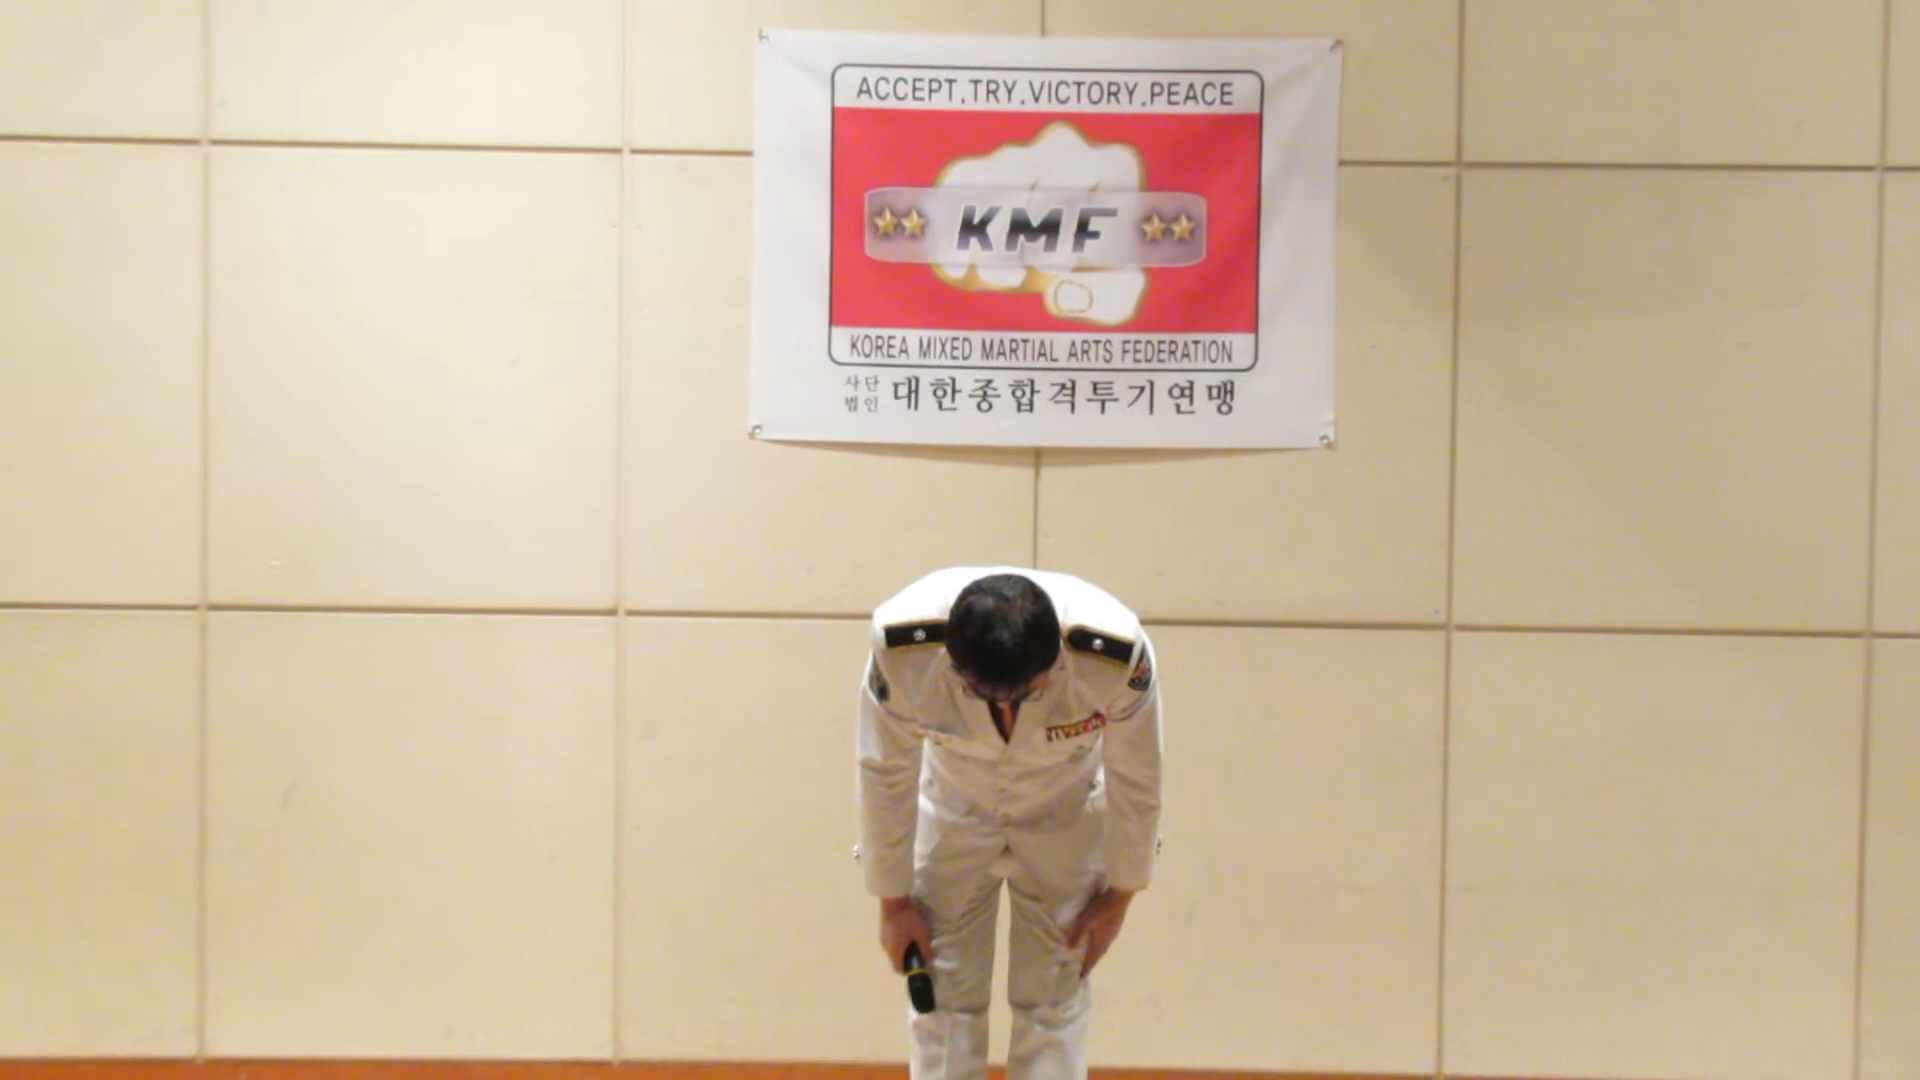 ACCEPT.TRY.VICTORY.PEACE
KMF
KOREA MIXED MARTIAL ARTS FEDERATION
사단
법인 대한종합격투기연맹